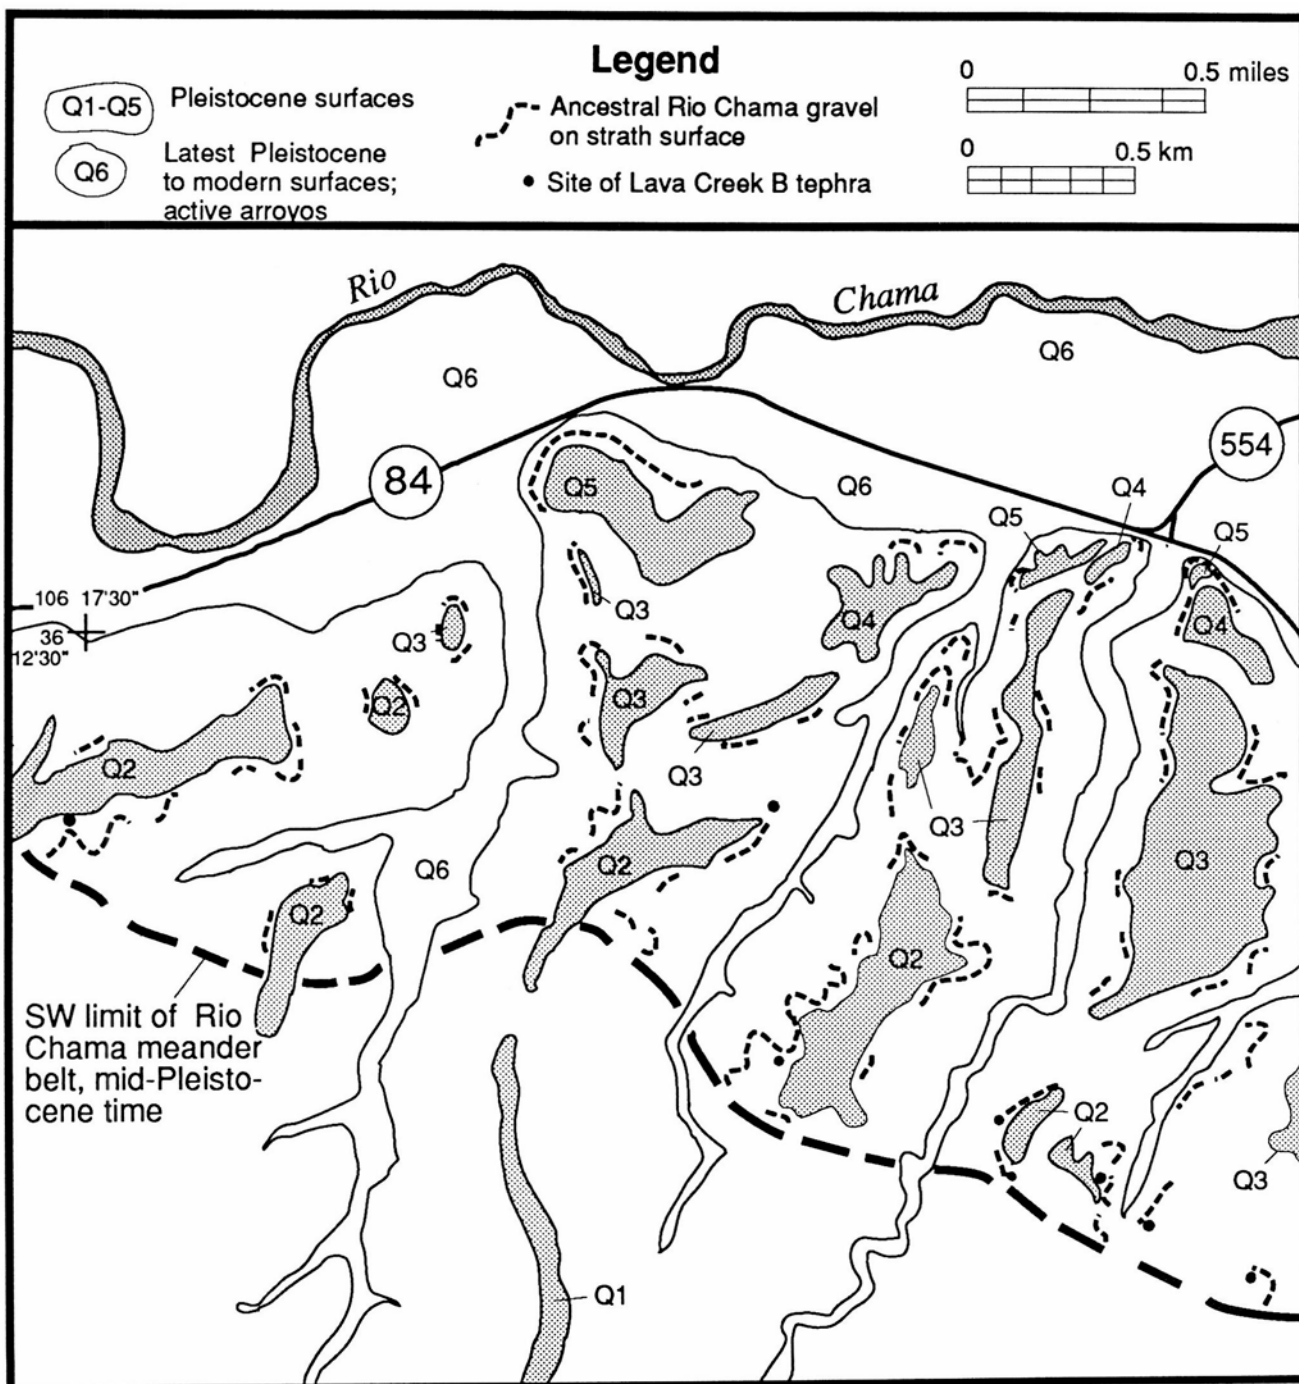 Legend
Q1-Q5
Pleistocene surfaces
Q6
Latest Pleistocene
to modern surfaces;
active arroyos
Ancestral Rio Chama gravel
on strath surface
Site of Lava Creek B tephra
0 0.5 miles
0 0.5 km
Rio
Chama
Q6
Q6
554
84
Q5
Q6
Q4
Q5
Q5
106 17'30"
36
12'30"
Q3
Q3
Q4
Q4
Q2
Q3
Q2
Q3
Q3
Q6
Q2
Q3
Q2
Q2
Q2
SW limit of Rio
Chama meander
belt, mid-Pleisto-
cene time
Q2
Q3
Q1